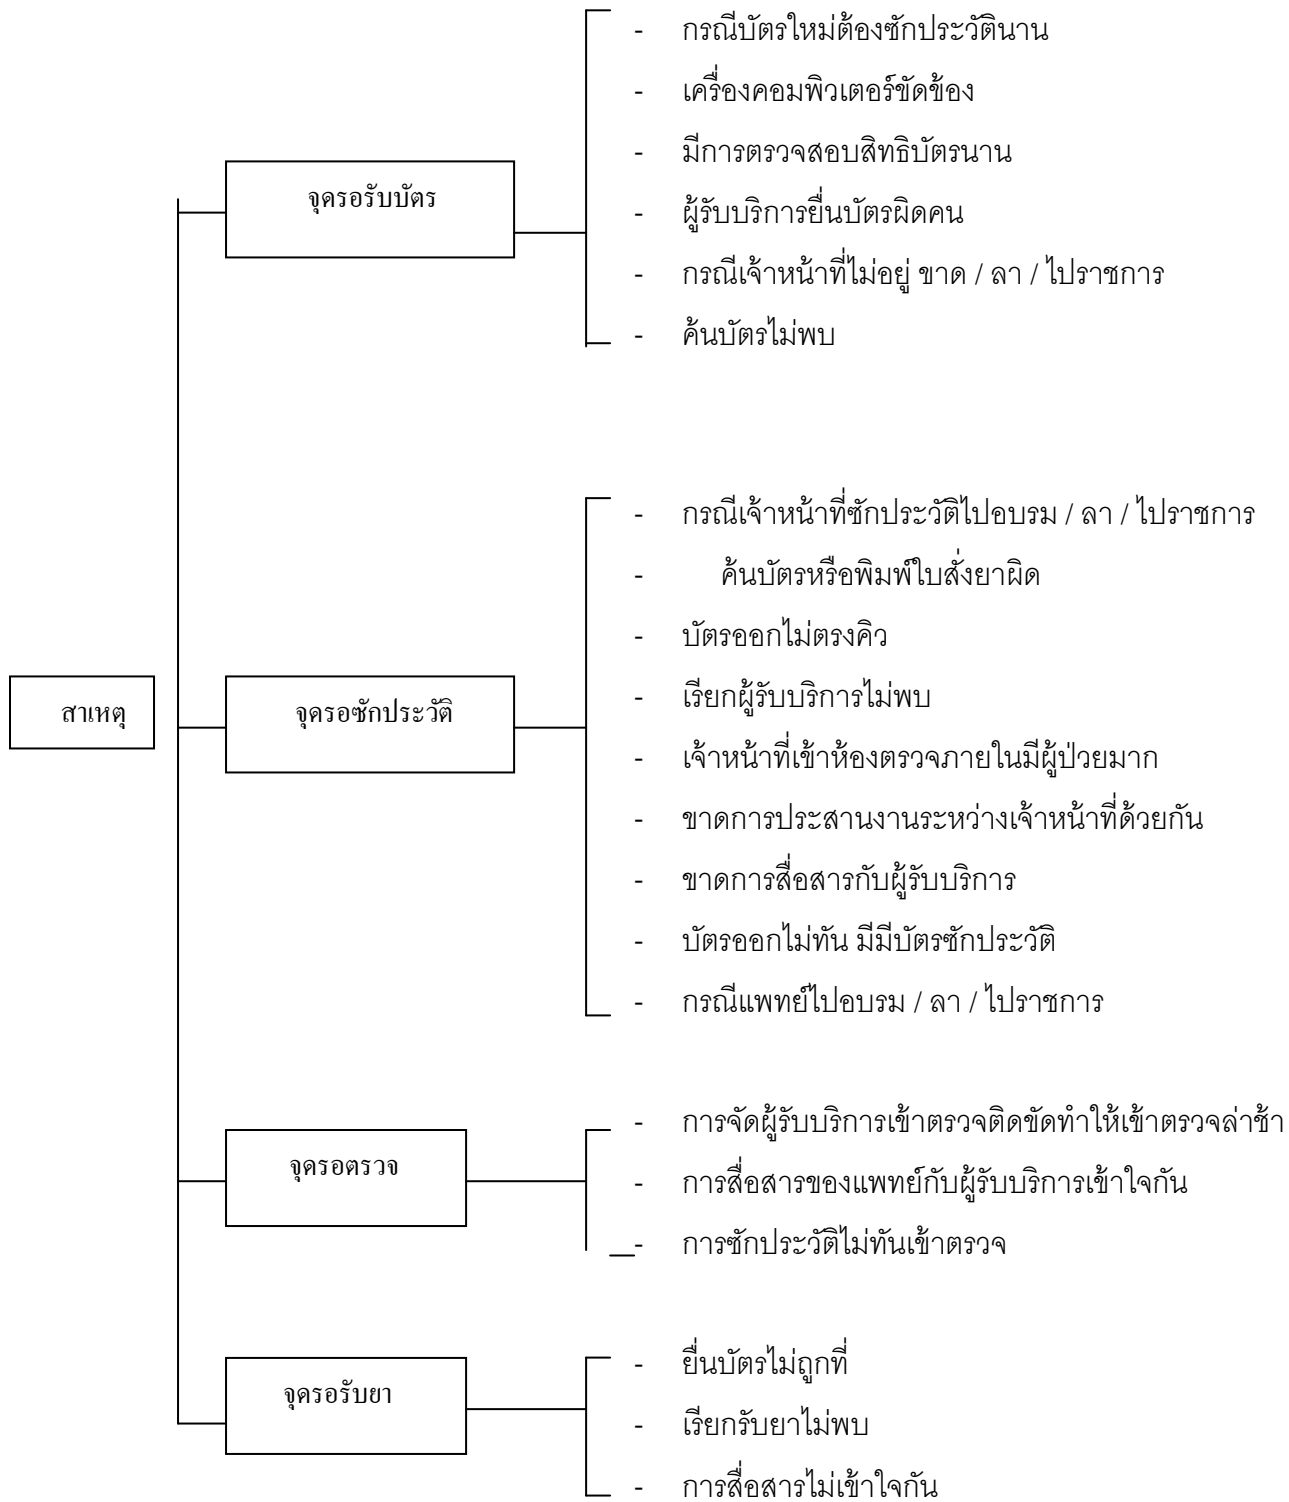 - กรณีบัตรใหม่ต้องซักประวัตินาน
- เครื่องคอมพิวเตอร์ขัดข้อง
- มีการตรวจสอบสิทธิบัตรนาน
จุดรอรับบัตร
- ผู้รับบริการยื่นบัตรผิดคน
- กรณีเจ้าหน้าที่ไม่อยู่ ขาด / ลา / ไปราชการ
- ค้นบัตรไม่พบ
- กรณีเจ้าหน้าที่ซักประวัติไปอบรม / ลา / ไปราชการ
- ค้นบัตรหรือพิมพ์ใบสั่งยาผิด
- บัตรออกไม่ตรงคิว
- เรียกผู้รับบริการไม่พบ
สาเหตุ
จุดรอซักประวัติ
- เจ้าหน้าที่เข้าห้องตรวจภายในมีผู้ป่วยมาก
- ขาดการประสานงานระหว่างเจ้าหน้าที่ด้วยกัน
- ขาดการสื่อสารกับผู้รับบริการ
- บัตรออกไม่ทัน มีมีบัตรซักประวัติ
- กรณีแพทย์ไปอบรม / ลา / ไปราชการ
- การจัดผู้รับบริการเข้าตรวจติดขัดทำให้เข้าตรวจล่าช้า
จุดรอตรวจ
- การสื่อสารของแพทย์กับผู้รับบริการเข้าใจกัน
- การซักประวัติไม่ทันเข้าตรวจ
- ยื่นบัตรไม่ถูกที่
จุดรอรับยา
- เรียกรับยาไม่พบ
- การสื่อสารไม่เข้าใจกัน